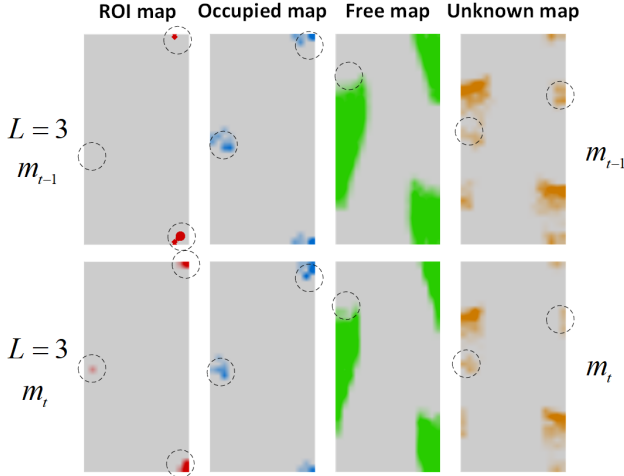 ROI map Occupied map Free map Unknown map
L = 3
m_{t-1} m_{t-1}
L = 3
m_t m_t